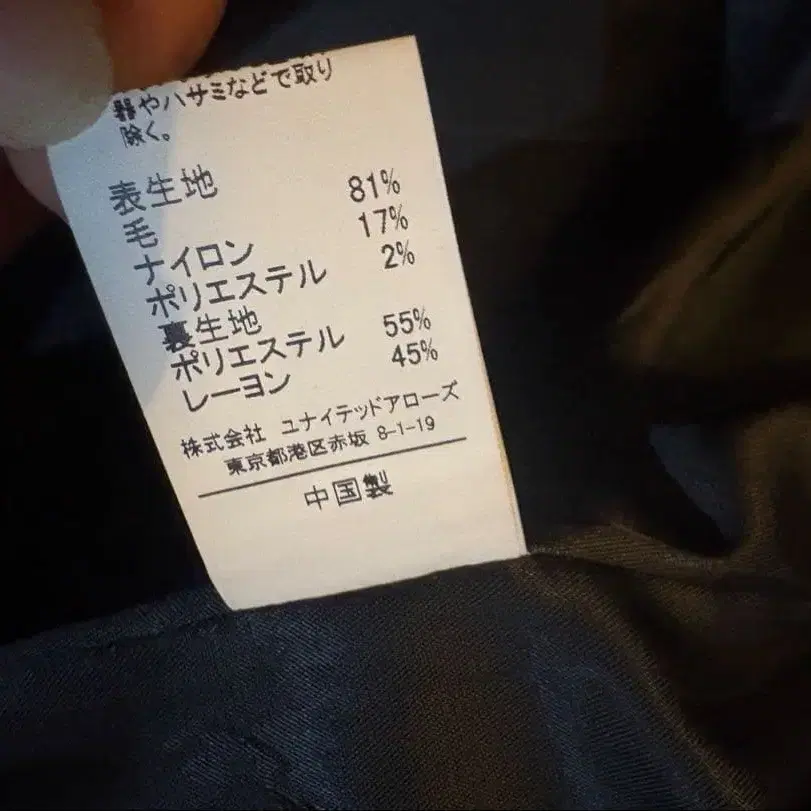 器やハサミなどで取り
除く。
表生地
毛 81%
ナイロン 17%
ポリエステル 2%
裏生地
ポリエステル 55%
レーヨン 45%
株式会社 ユナイテッドアローズ
東京都港区赤坂 8-1-19
中国製